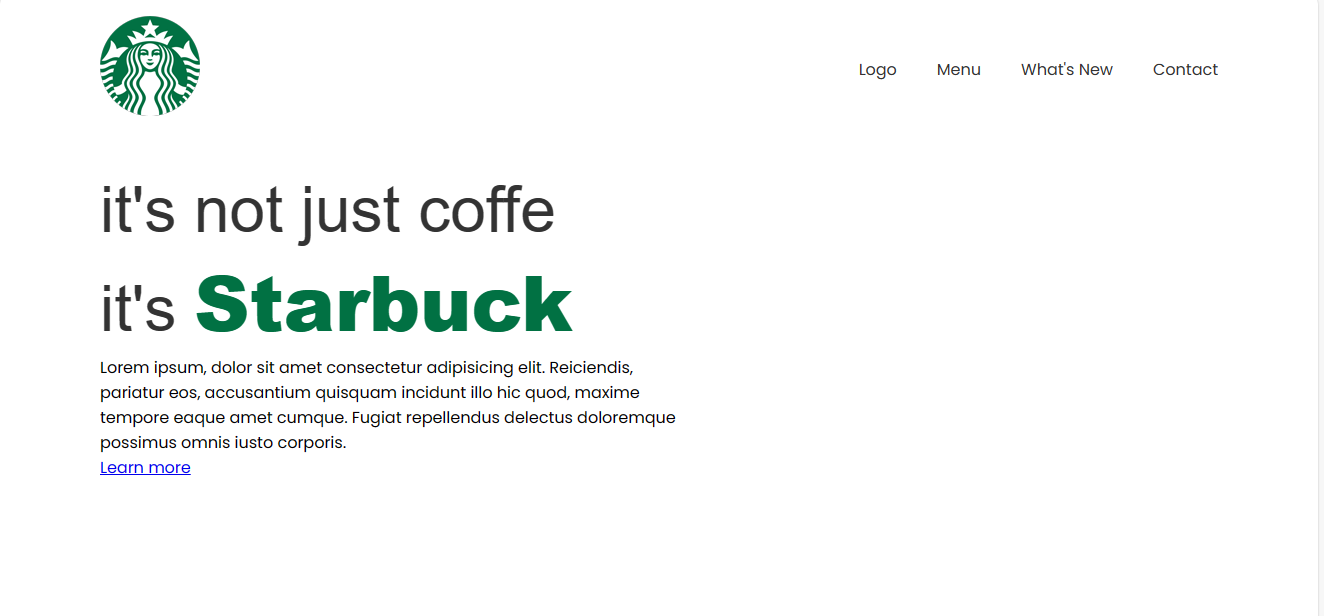 Logo
Menu
What's New
Contact
it's not just coffe
it's Starbuck
Lorem ipsum, dolor sit amet consectetur adipisicing elit. Reiciendis,
pariatur eos, accusantium quisquam incidunt illo hic quod, maxime
tempore eaque amet cumque. Fugiat repellendus delectus doloremque
possimus omnis iusto corporis.
Learn more